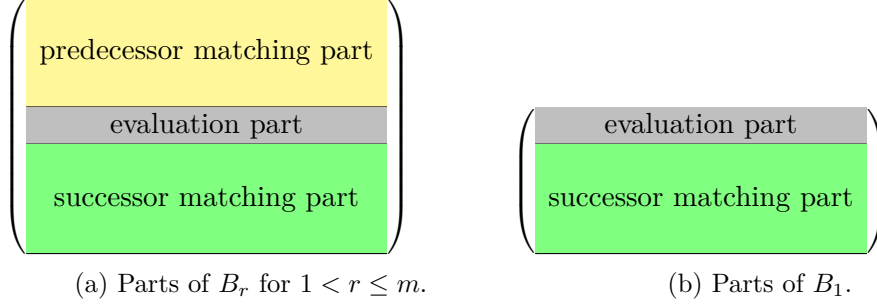 predecessor matching part
evaluation part
successor matching part
evaluation part
successor matching part
(a) Parts of $B_r$ for $1 < r \leq m$.
(b) Parts of $B_1$.